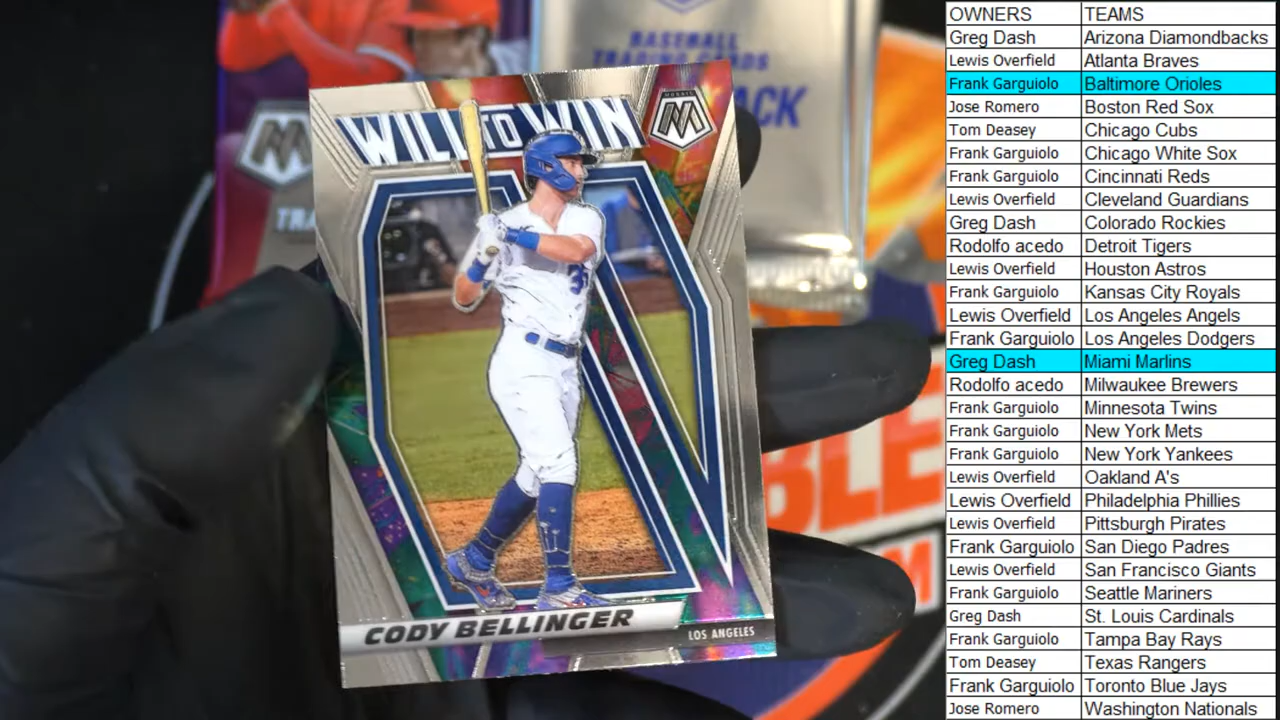 BASEBALL
TRADING CARDS
WILL TO WIN
MOSAIC
M
35
CODY BELLINGER
LOS ANGELES
BLE
OWNERS TEAMS
Greg Dash Arizona Diamondbacks
Lewis Overfield Atlanta Braves
Frank Garguiolo Baltimore Orioles
Jose Romero Boston Red Sox
Tom Deasey Chicago Cubs
Frank Garguiolo Chicago White Sox
Frank Garguiolo Cincinnati Reds
Lewis Overfield Cleveland Guardians
Greg Dash Colorado Rockies
Rodolfo acedo Detroit Tigers
Lewis Overfield Houston Astros
Frank Garguiolo Kansas City Royals
Lewis Overfield Los Angeles Angels
Frank Garguiolo Los Angeles Dodgers
Greg Dash Miami Marlins
Rodolfo acedo Milwaukee Brewers
Frank Garguiolo Minnesota Twins
Frank Garguiolo New York Mets
Frank Garguiolo New York Yankees
Lewis Overfield Oakland A's
Lewis Overfield Philadelphia Phillies
Lewis Overfield Pittsburgh Pirates
Frank Garguiolo San Diego Padres
Lewis Overfield San Francisco Giants
Frank Garguiolo Seattle Mariners
Greg Dash St. Louis Cardinals
Frank Garguiolo Tampa Bay Rays
Tom Deasey Texas Rangers
Frank Garguiolo Toronto Blue Jays
Jose Romero Washington Nationals